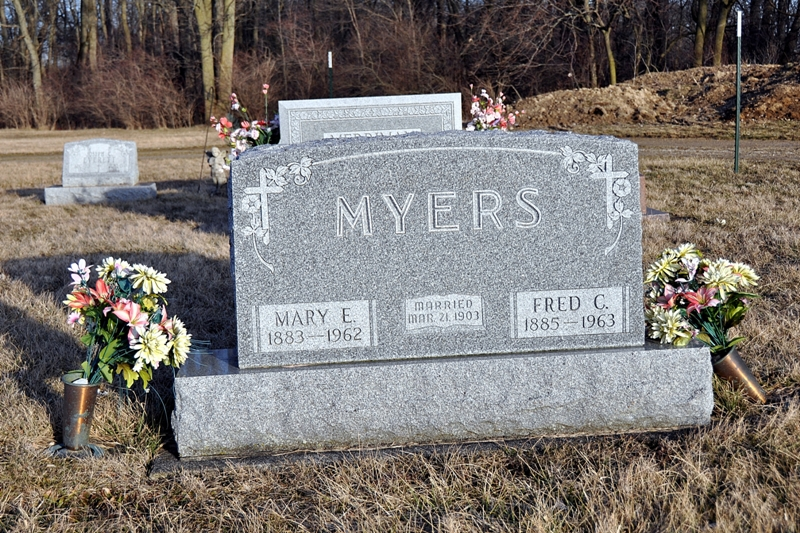 MYERS
MARY E.
1883—1962
MARRIED
MAR. 21, 1903
FRED C.
1885—1963